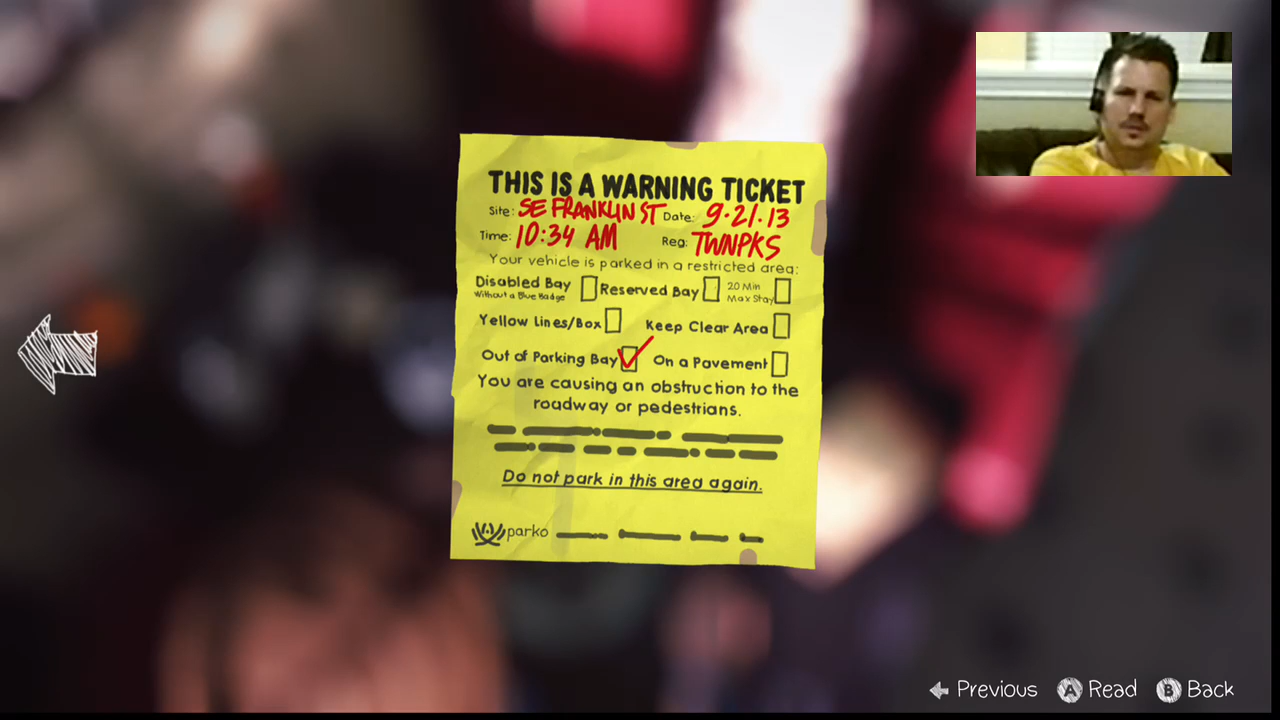 THIS IS A WARNING TICKET
Site: SE FRANKLIN ST Date: 9·21·13
Time: 10:34 AM Reg: TWNPKS
Your vehicle is parked in a restricted area:
Disabled Bay Reserved Bay 20 Min
Without a Blue Badge Max Stay
Yellow Lines/Box Keep Clear Area
Out of Parking Bay On a Pavement
You are causing an obstruction to the
roadway or pedestrians.
Do not park in this area again.
parko
Previous A Read B Back